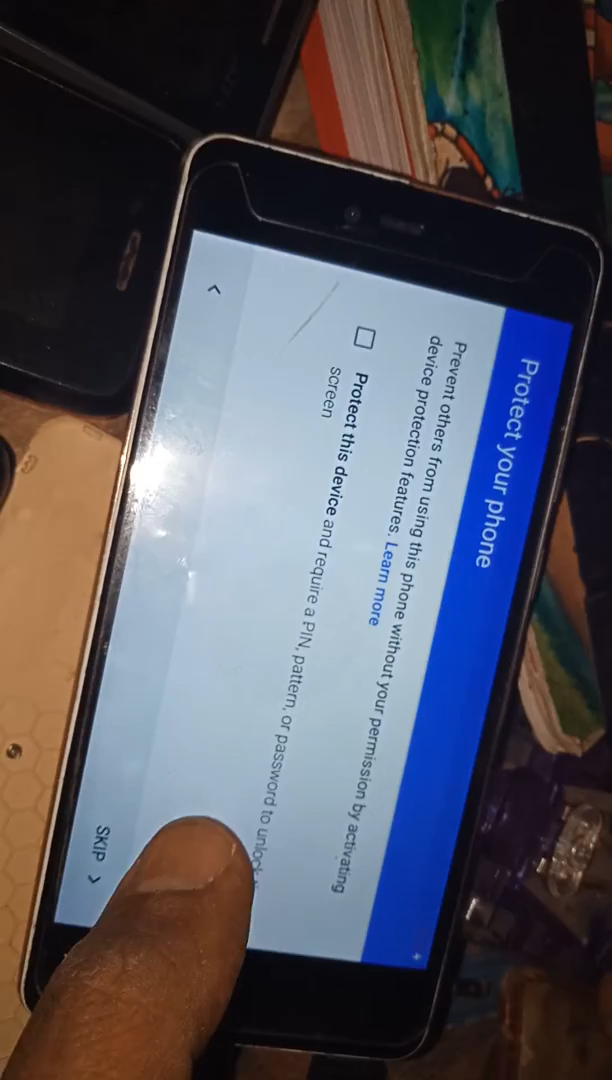 Protect your phone
Prevent others from using this phone without your permission by activating
device protection features. Learn more
Protect this device and require a PIN, pattern, or password to unlock
screen
SKIP